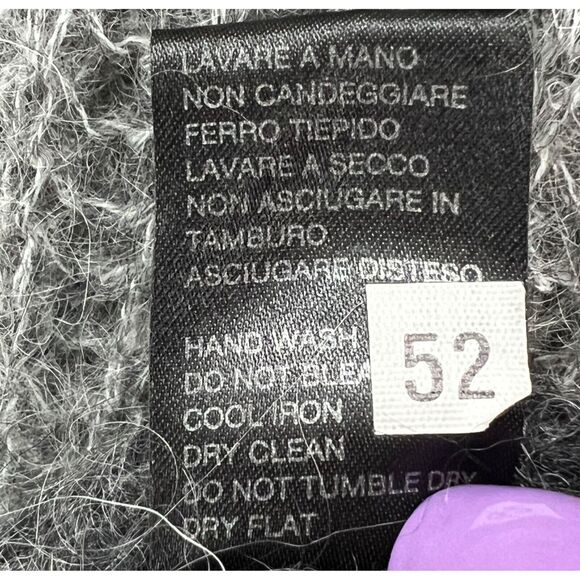 LAVARE A MANO
NON CANDEGGIARE
FERRO TIEPIDO
LAVARE A SECCO
NON ASCIUGARE IN
TAMBURO
ASCIUGARE DISTESO
HAND WASH
52
DO NOT
COOL IRON
DRY CLEAN
DO NOT TUMBLE DRY
DRY FLAT